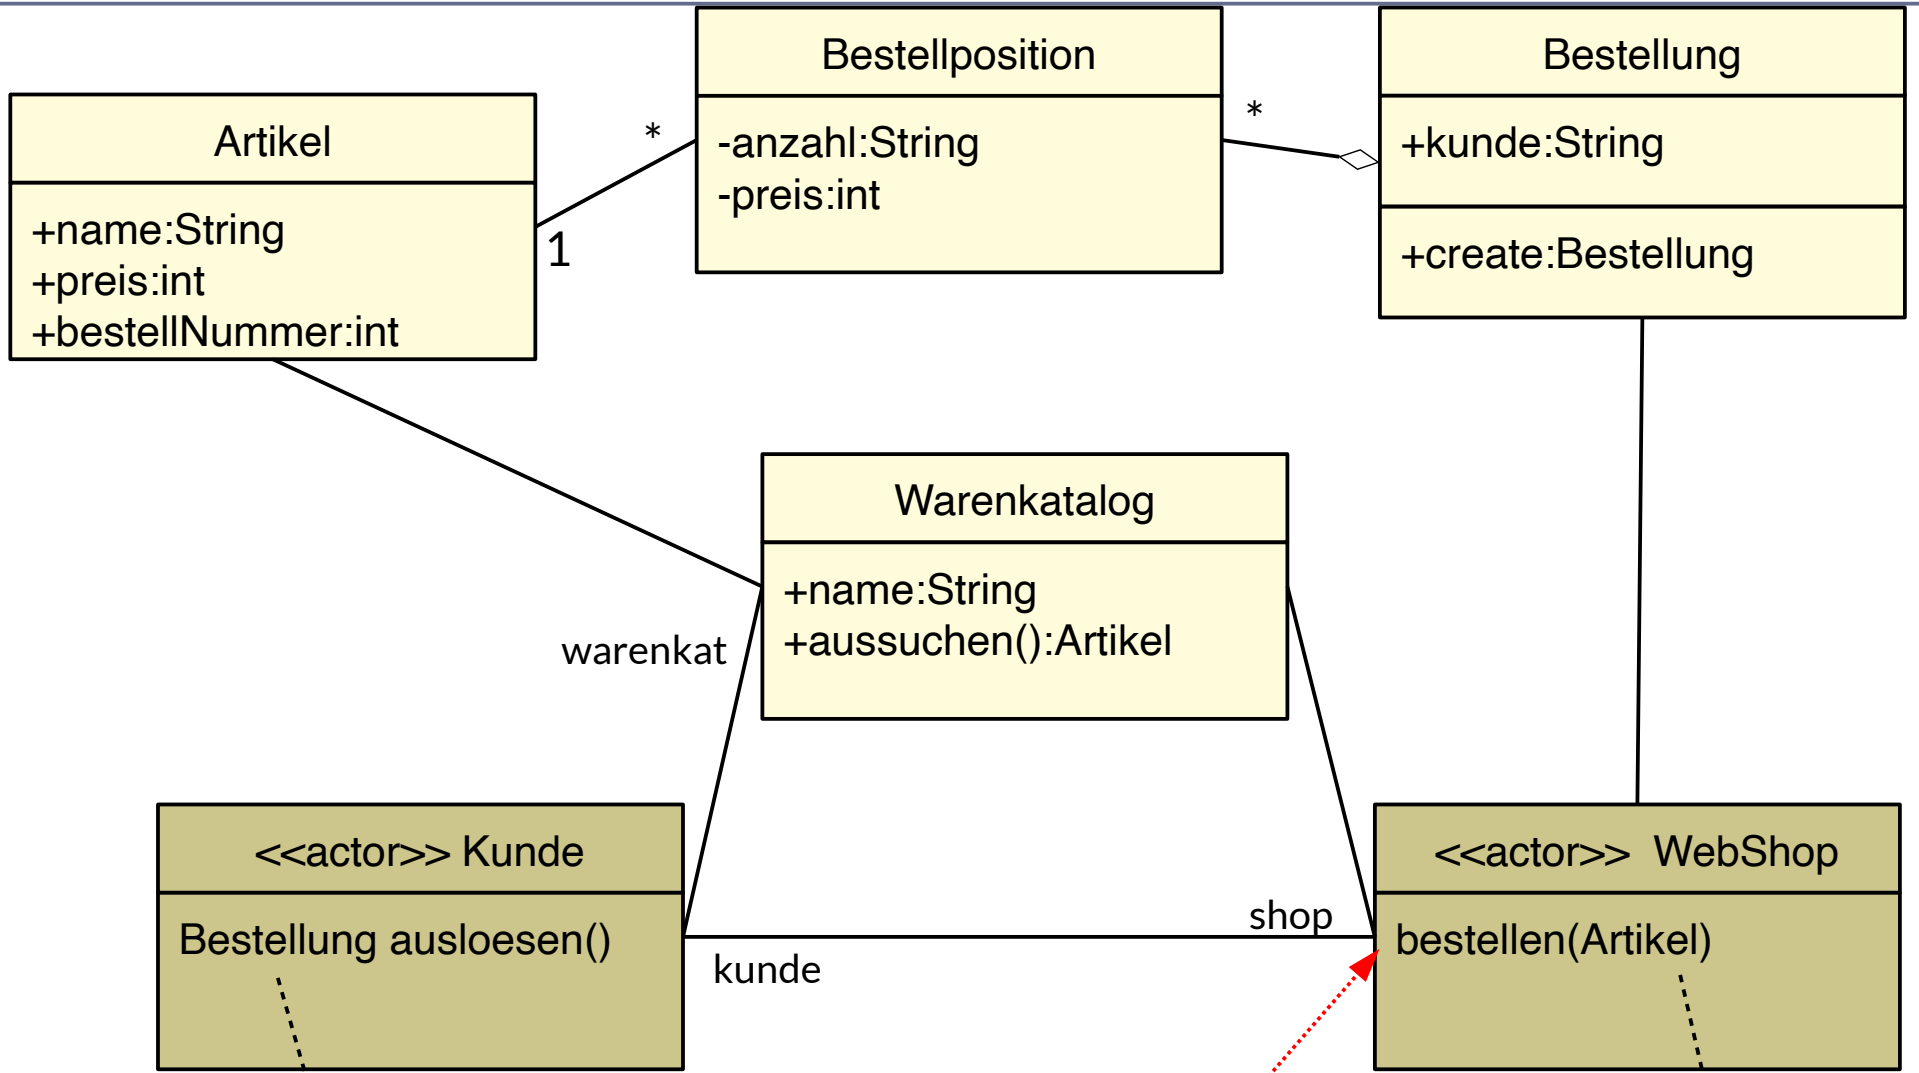 Bestellposition
-anzahl:String
-preis:int
Bestellung
+kunde:String
+create:Bestellung
Artikel
+name:String
+preis:int
+bestellNummer:int
*
1
*
Warenkatalog
+name:String
+aussuchen():Artikel
warenkat
<<actor>> Kunde
Bestellung ausloesen()
kunde
shop
<<actor>> WebShop
bestellen(Artikel)